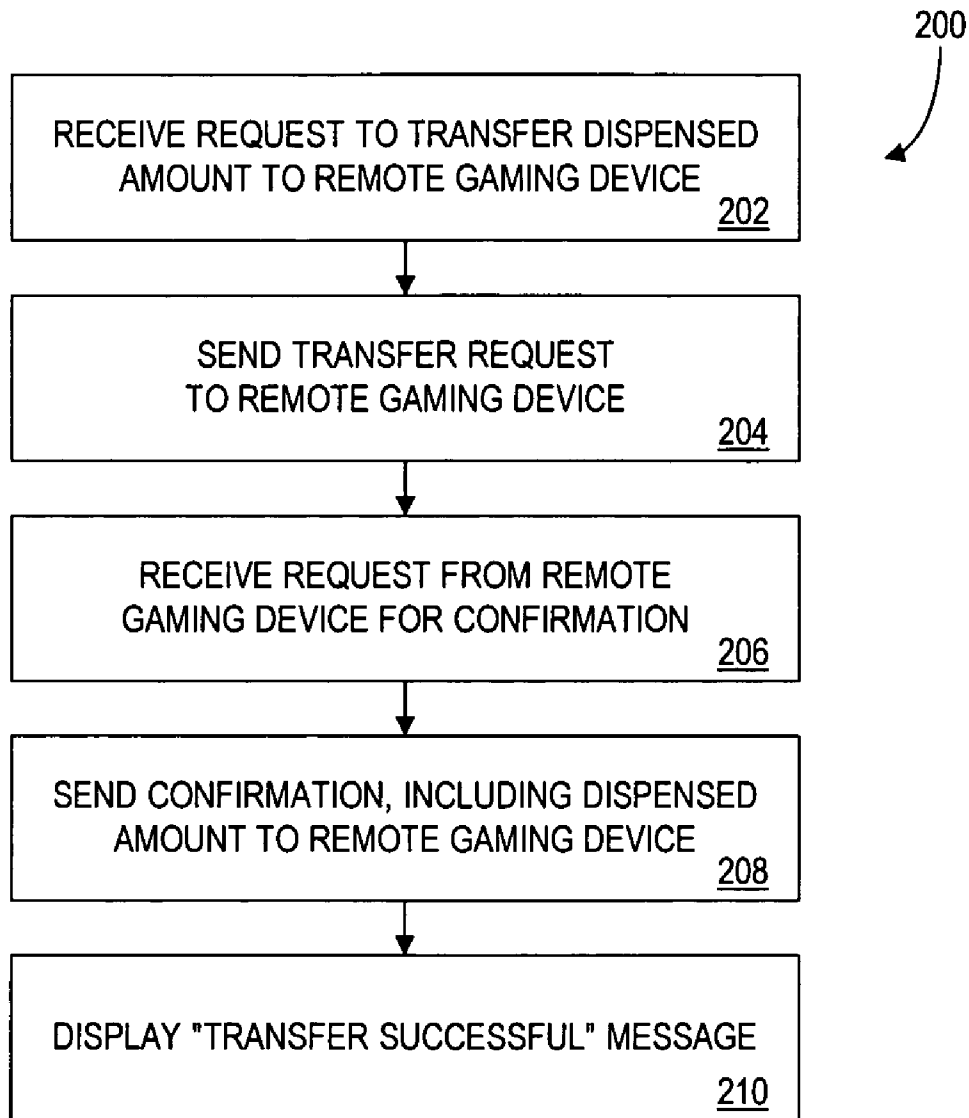 200
RECEIVE REQUEST TO TRANSFER DISPENSED
AMOUNT TO REMOTE GAMING DEVICE
202
SEND TRANSFER REQUEST
TO REMOTE GAMING DEVICE
204
RECEIVE REQUEST FROM REMOTE
GAMING DEVICE FOR CONFIRMATION
206
SEND CONFIRMATION, INCLUDING DISPENSED
AMOUNT TO REMOTE GAMING DEVICE
208
DISPLAY "TRANSFER SUCCESSFUL" MESSAGE
210